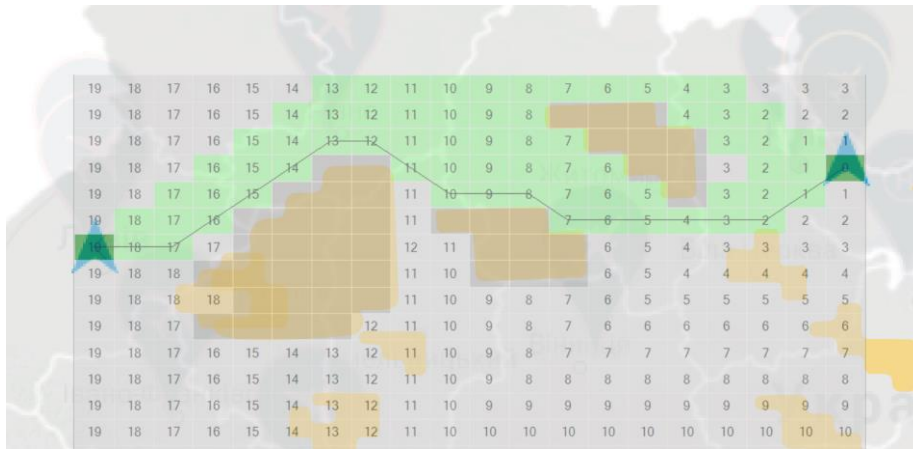 19 18 17 16 15 14 13 12 11 10 9 8 7 6 5 4 3 3 3 3
19 18 17 16 15 14 13 12 11 10 9 8 4 3 2 2 2
19 18 17 16 15 14 13 12 11 10 9 8 7 3 2 1 1
19 18 17 16 15 14 11 10 9 8 7 6 3 2 1 0
19 18 17 16 15 11 10 9 8 7 6 5 3 2 1 1
19 18 17 16 11 7 6 5 4 3 2 2 2
19 18 17 17 12 11 6 5 4 3 3 3 3
19 18 18 11 10 6 5 4 4 4 4 4
19 18 18 18 11 10 9 8 7 6 5 5 5 5 5 5
19 18 17 12 11 10 9 8 7 6 6 6 6 6 6 6
19 18 17 16 15 14 13 12 11 10 9 8 7 7 7 7 7 7 7 7
19 18 17 16 15 14 13 12 11 10 9 8 8 8 8 8 8 8 8 8
19 18 17 16 15 14 13 12 11 10 9 9 9 9 9 9 9 9 9 9
19 18 17 16 15 14 13 12 11 10 10 10 10 10 10 10 10 10 10 10